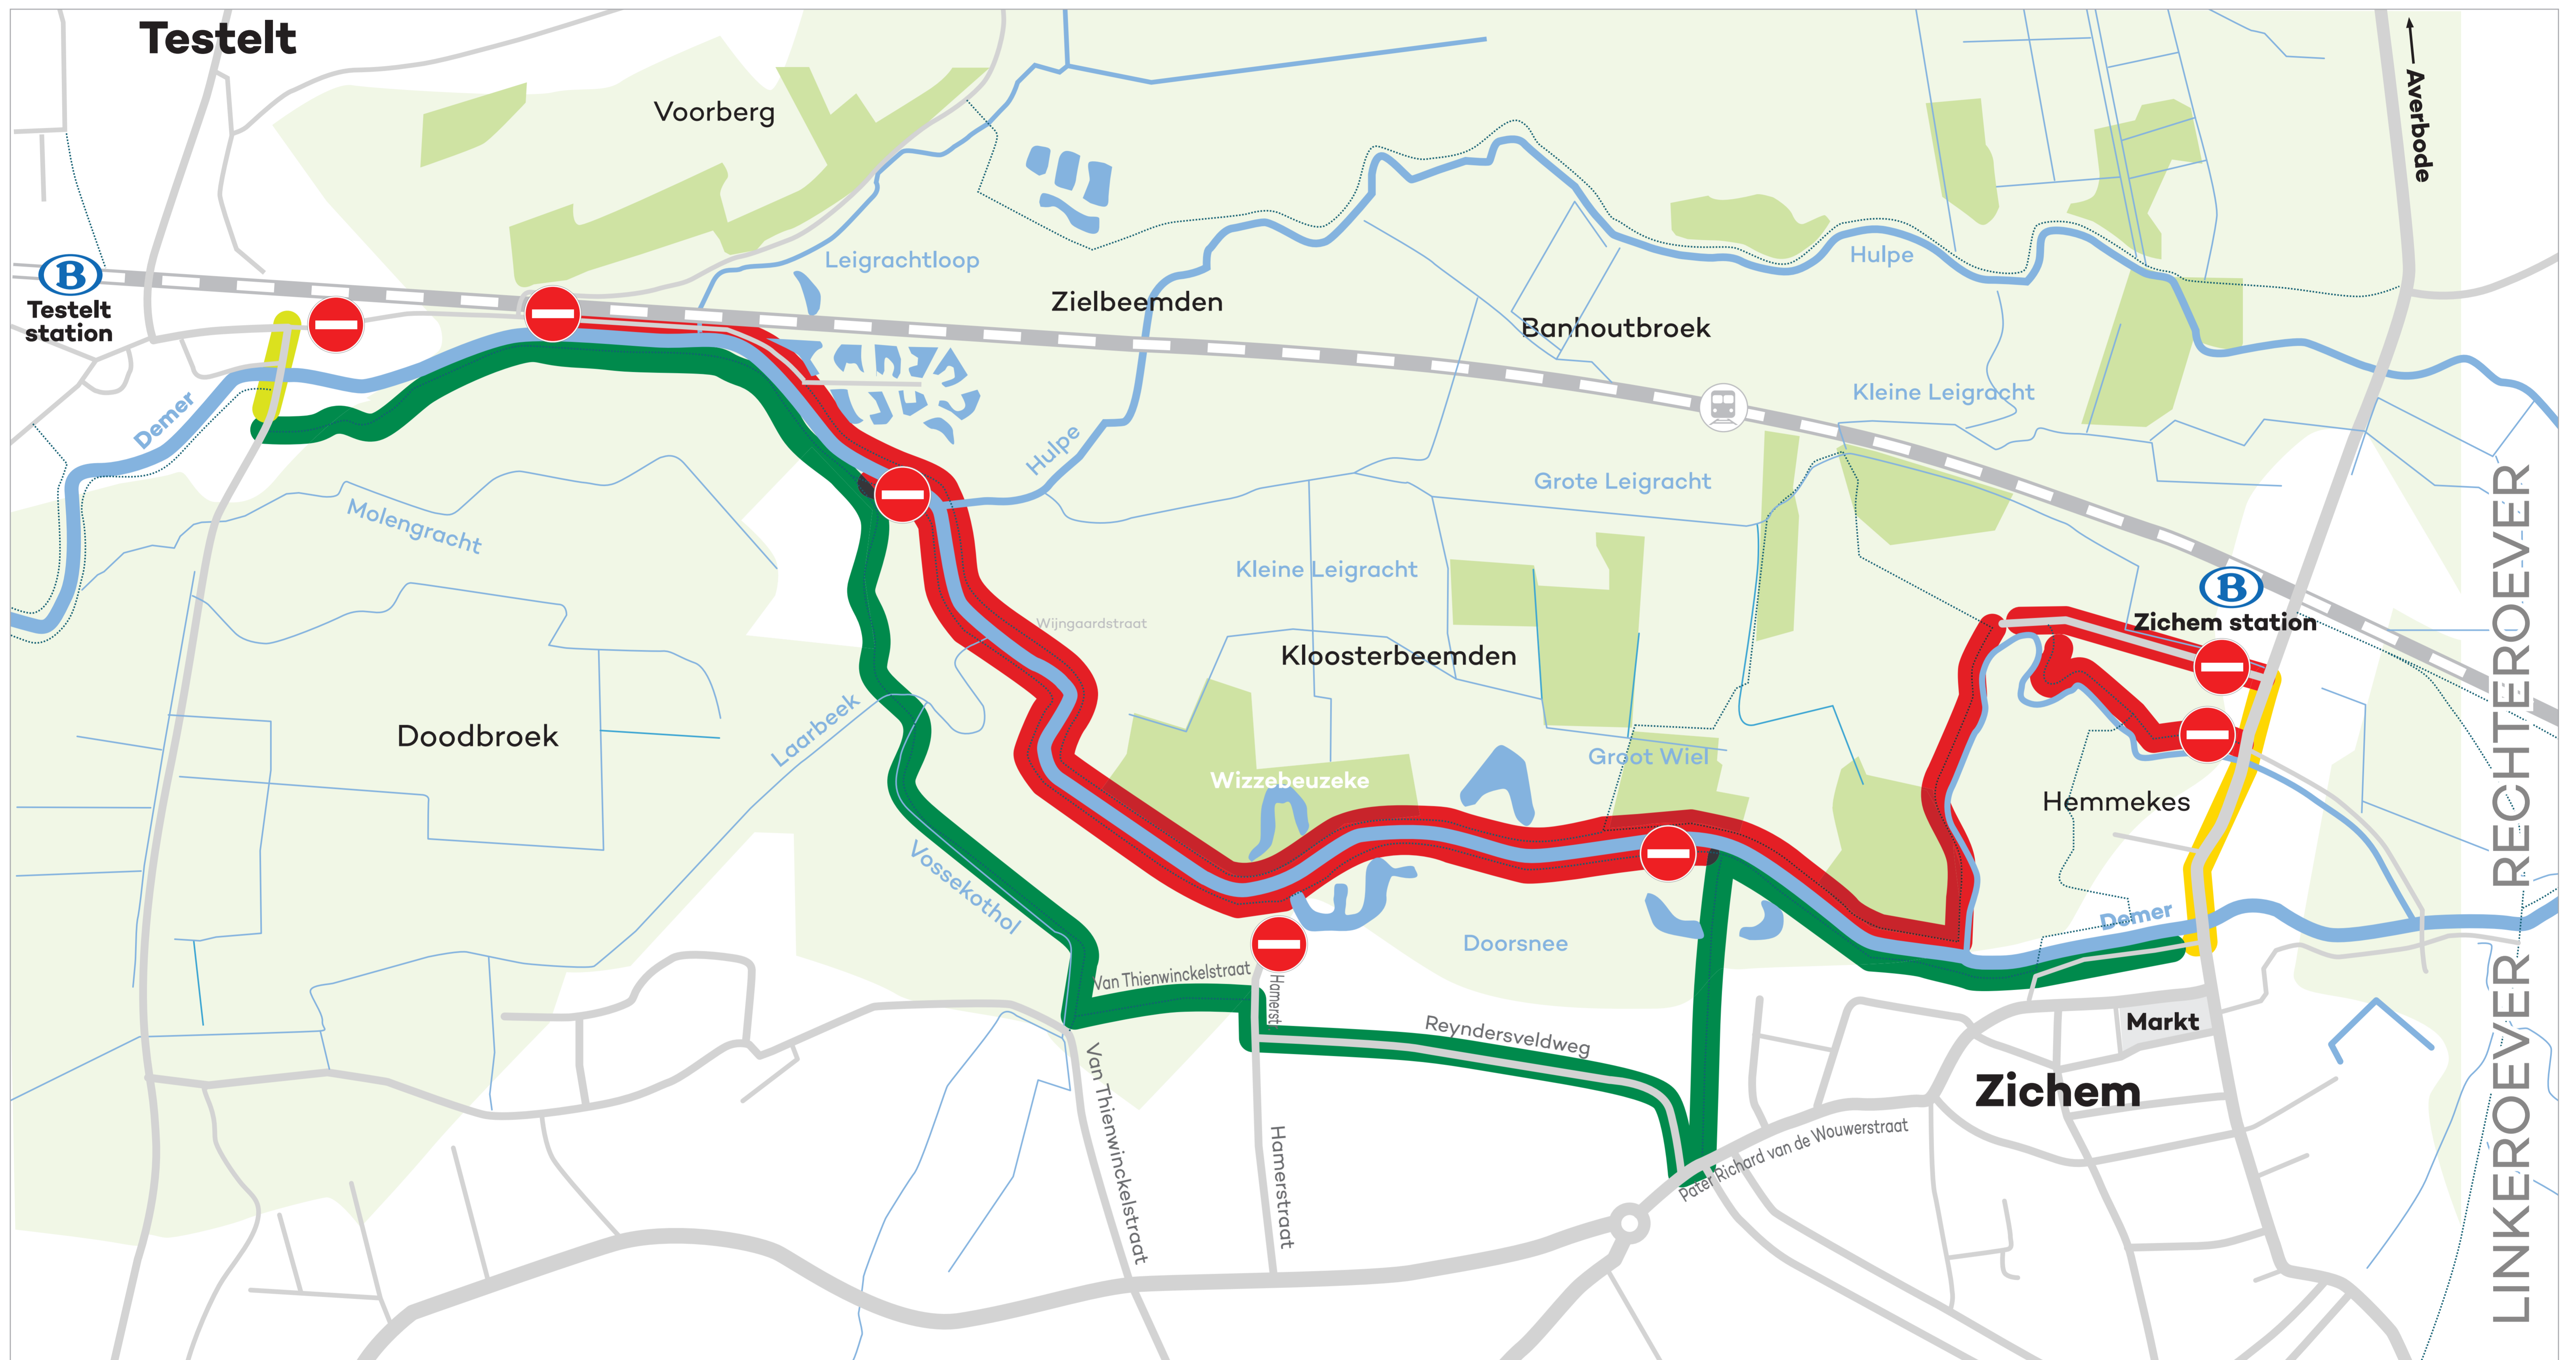 Testelt
Voorberg
Averbode
Leigrachtloop
Hulpe
B
Testelt
station
Zielbeemden
Banhoutbroek
Kleine Leigracht
Demer
Hulpe
Grote Leigracht
Molengracht
Kleine Leigracht
B
Zichem station
Wijngaardstraat
Kloosterbeemden
RECHTEROEVER
Doodbroek
Laarbeek
Groot Wiel
Wizzebeuzeke
Hemmekes
Vossekothol
Demer
Doorsnee
Van Thienwinckelstraat
Hamerst
Reyndersveldweg
Markt
Zichem
Van Thienwinckelstraat
Hamerstraat
Pater Richard van de Wouwerstraat
LINKEROEVER